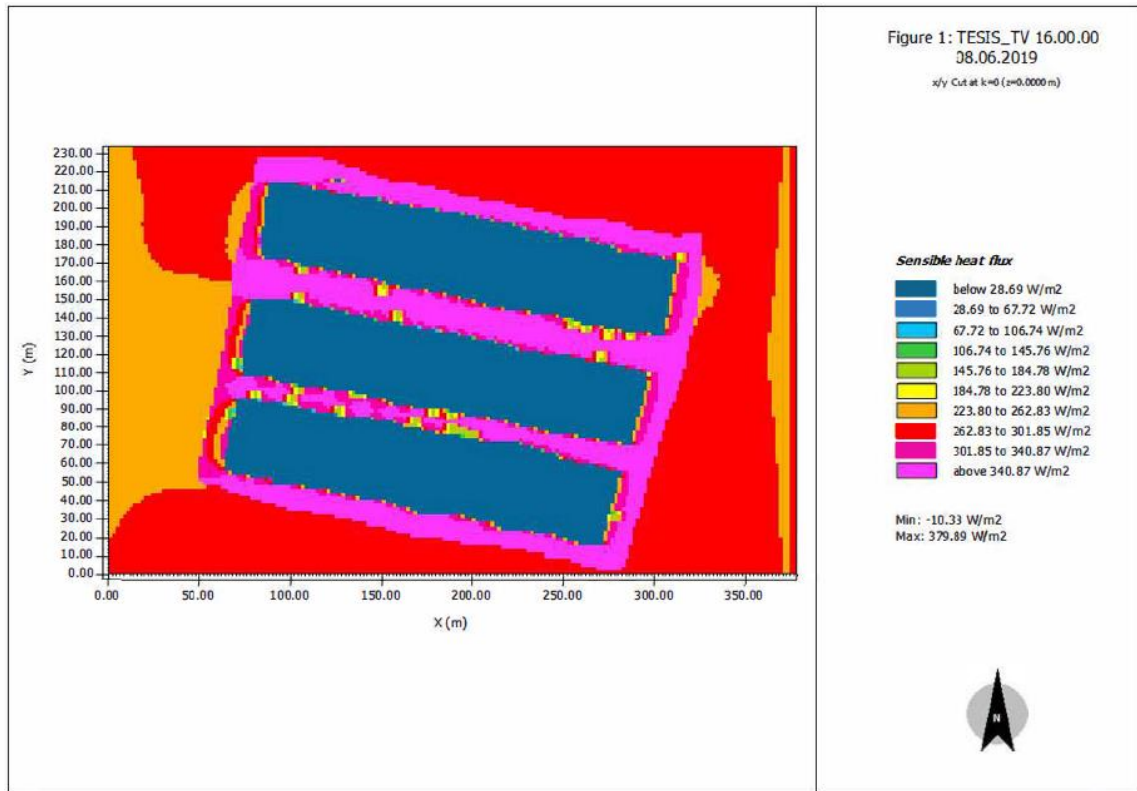 Figure 1: TESIS_TV 16.00.00
08.06.2019
x/y Cut at k=0 (z=0.0000 m)
230.00
220.00
210.00
200.00
190.00
180.00
170.00
160.00
150.00
140.00
130.00
120.00
110.00
100.00
90.00
80.00
70.00
60.00
50.00
40.00
30.00
20.00
10.00
0.00
Y (m)
0.00 50.00 100.00 150.00 200.00 250.00 300.00 350.00
X (m)
Sensible heat flux
below 28.69 W/m2
28.69 to 67.72 W/m2
67.72 to 106.74 W/m2
106.74 to 145.76 W/m2
145.76 to 184.78 W/m2
184.78 to 223.80 W/m2
223.80 to 262.83 W/m2
262.83 to 301.85 W/m2
301.85 to 340.87 W/m2
above 340.87 W/m2
Min: -10.33 W/m2
Max: 379.89 W/m2
N